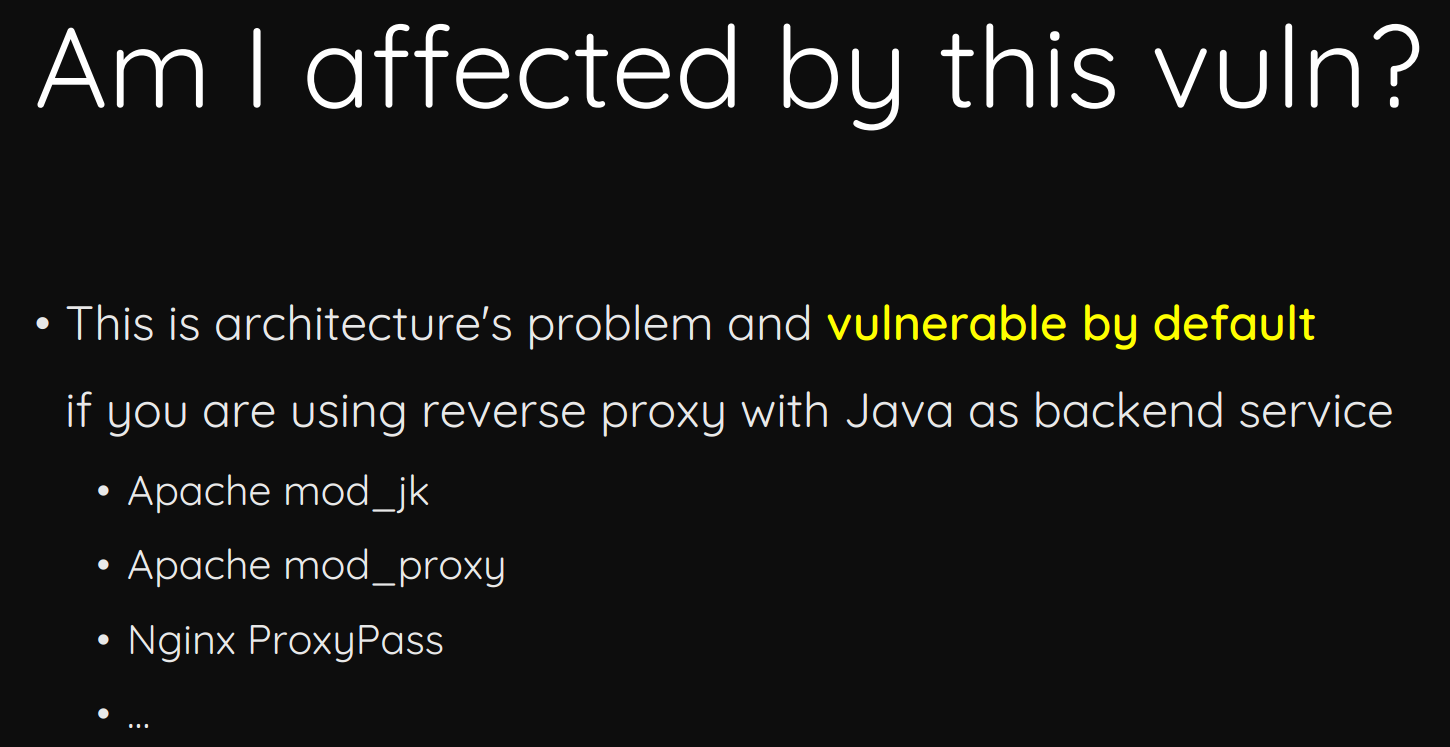 Am I affected by this vuln?
• This is architecture's problem and vulnerable by default
if you are using reverse proxy with Java as backend service
• Apache mod_jk
• Apache mod_proxy
• Nginx ProxyPass
• ...